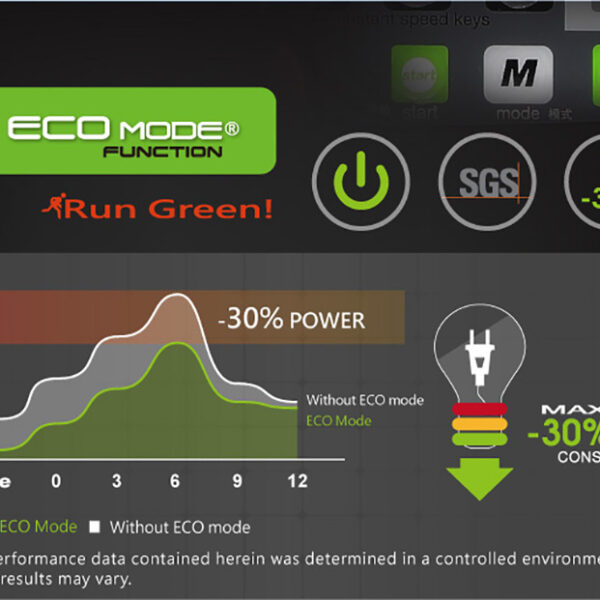 instant speed keys
start
M
start
mode 模式
ECO MODE®
FUNCTION
Run Green!
SGS
-3
-30% POWER
Without ECO mode
ECO Mode
MAX
-30%
CONS
e 0 3 6 9 12
ECO Mode Without ECO mode
erformance data contained herein was determined in a controlled environme
results may vary.